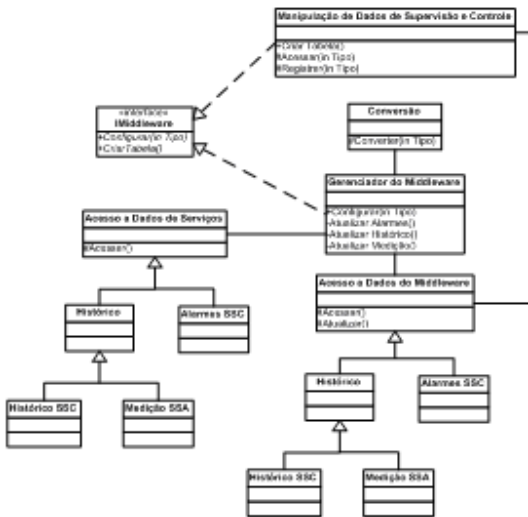 Manipulação de Dados de Supervisão e Controle
+Criar Tabela()
#Acessar(in Tipo)
#Registrar(in Tipo)
«interface»
IMiddleware
+Configurar(in Tipo)
+CriarTabela()
Conversão
#Converter(in Tipo)
Gerenciador do Middleware
+Configurar(in Tipo)
-Atualizar Alarmes()
-Atualizar Histórico()
-Atualizar Medição()
Acesso a Dados de Serviços
#Acessar()
Acesso a Dados do Middleware
#Acessar()
#Atualizar()
Histórico
Alarmes SSC
Histórico SSC
Medição SSA
Histórico
Alarmes SSC
Histórico SSC
Medição SSA